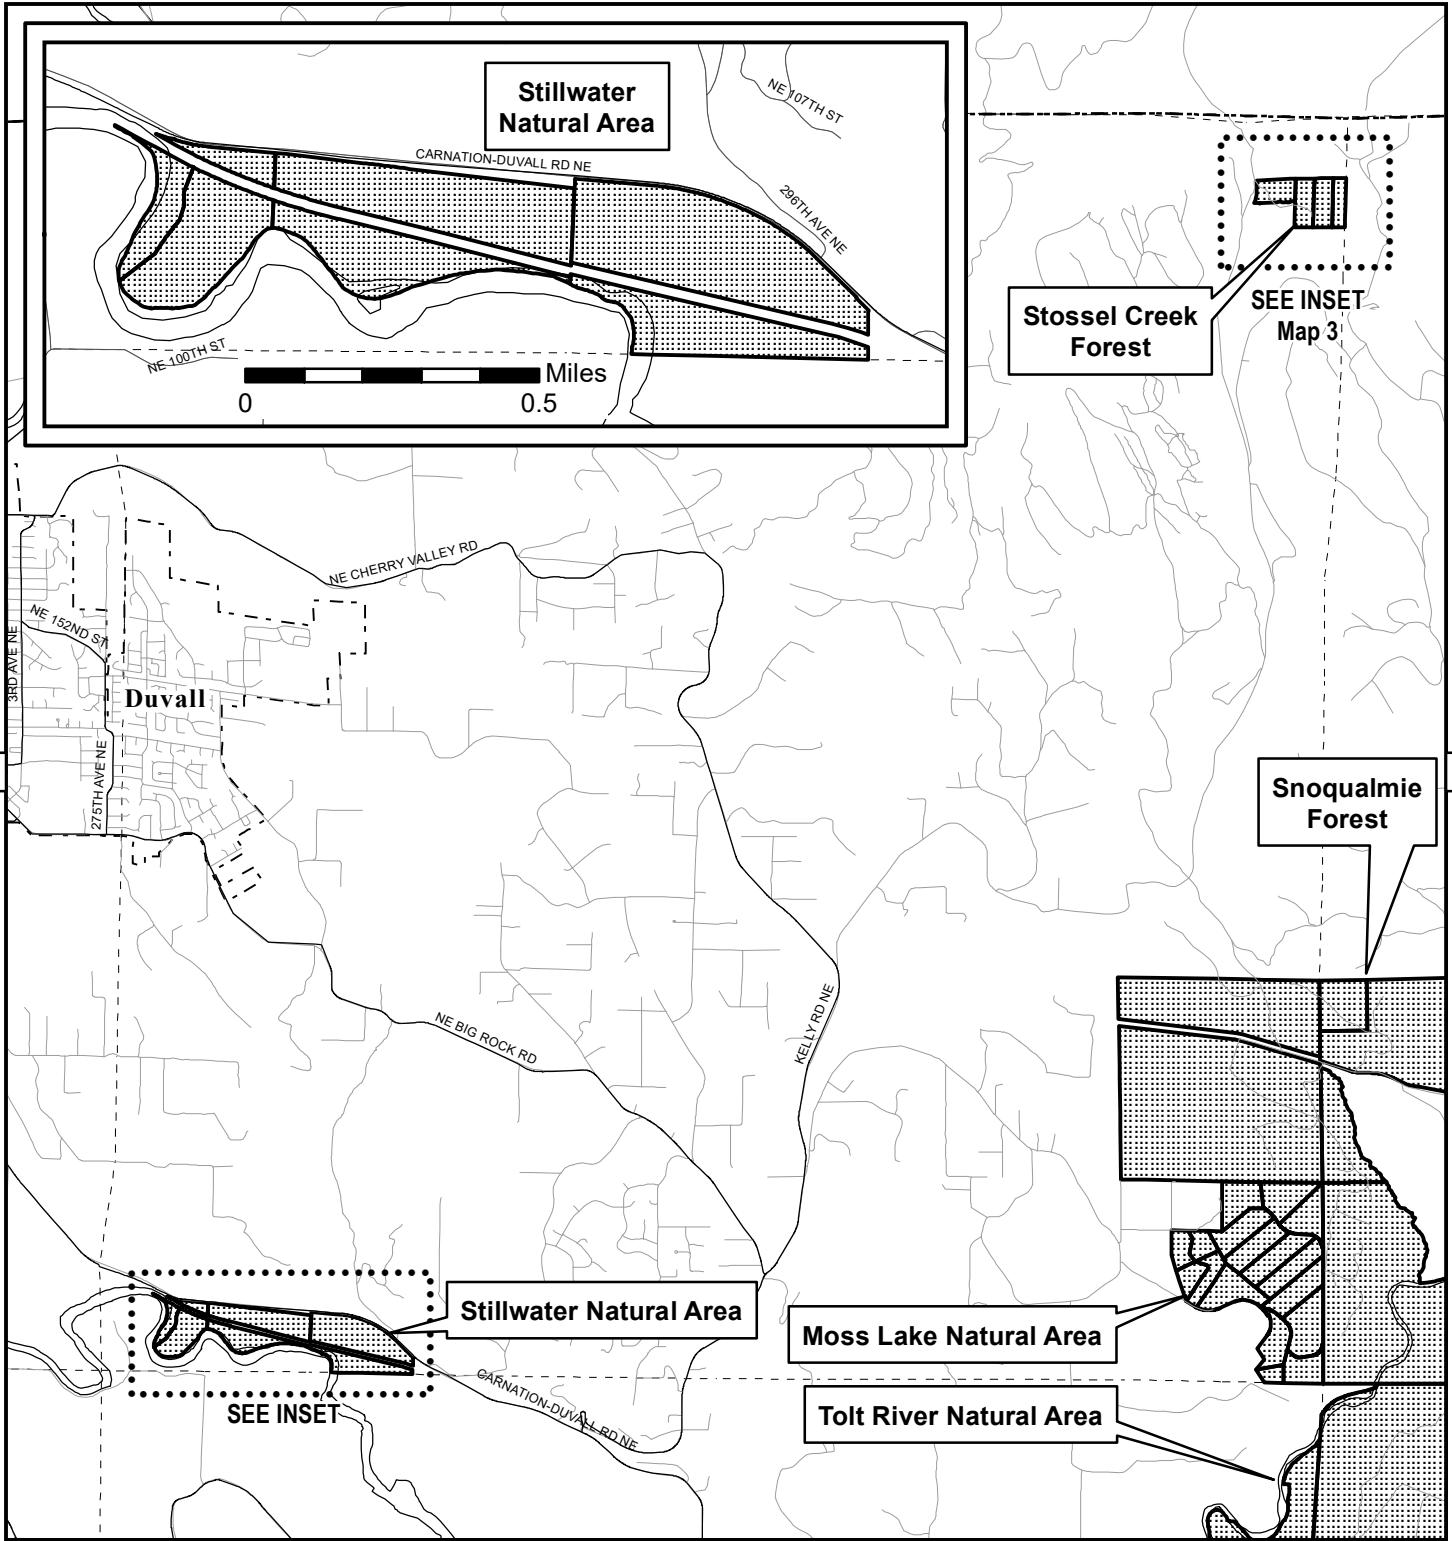 Stillwater
Natural Area
NE 107TH ST
CARNATION-DUVALL RD NE
296TH AVE NE
NE 100TH ST
Miles
0
0.5
Stossel Creek
Forest
SEE INSET
Map 3
NE CHERRY VALLEY RD
NE 152ND ST
3RD AVE NE
Duvall
275TH AVE NE
Snoqualmie
Forest
NE BIG ROCK RD
KELLY RD NE
Stillwater Natural Area
Moss Lake Natural Area
SEE INSET
CARNATION-DUVALL RD NE
Tolt River Natural Area